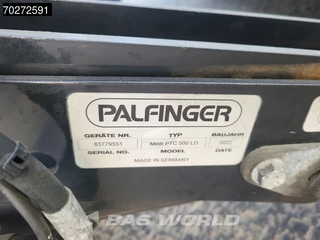 70272591
PALFINGER
GERÄTE NR. TYP BAUJAHR
83779551 MBB PTC 500 LD 2022
SERIAL NO. MODEL DATE
MADE IN GERMANY
BAS WORLD